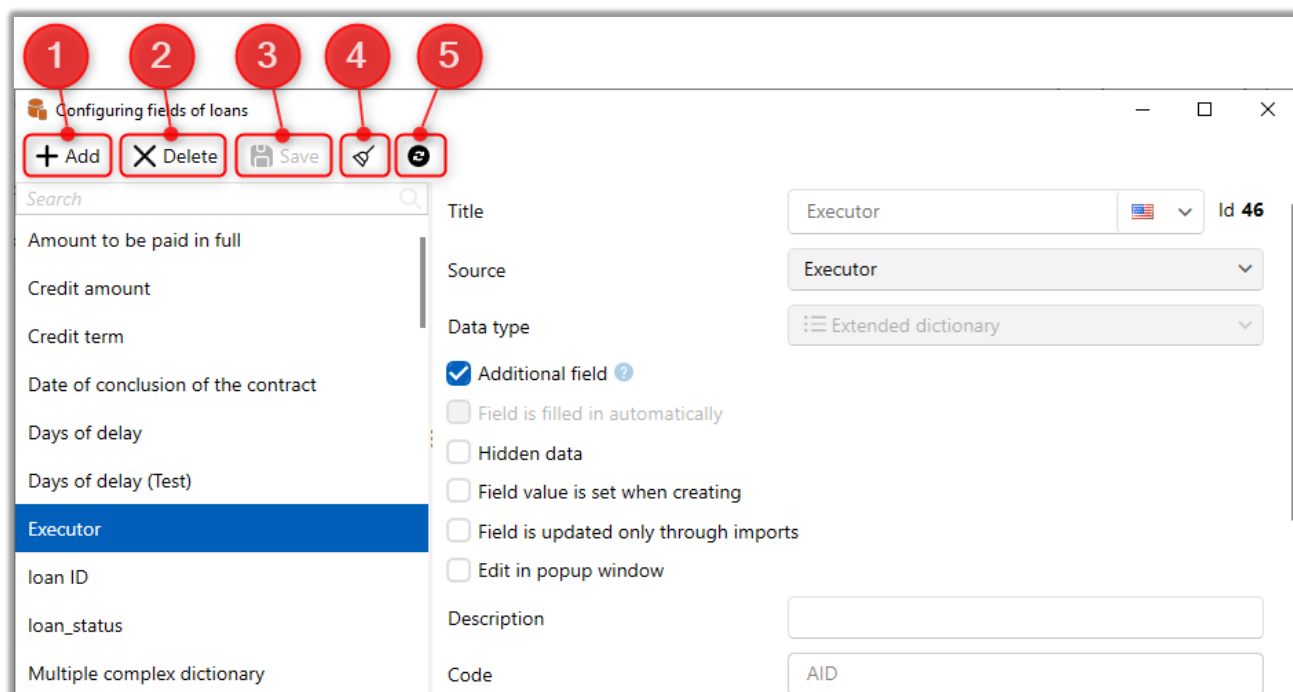 1 2 3 4 5
Configuring fields of loans
Add Delete Save
Search
Title Executor Id 46
Amount to be paid in full
Source Executor
Credit amount
Data type Extended dictionary
Credit term
Additional field ?
Date of conclusion of the contract
Field is filled in automatically
Days of delay
Hidden data
Days of delay (Test)
Field value is set when creating
Executor
Field is updated only through imports
loan ID
Edit in popup window
loan_status
Description
Multiple complex dictionary
Code AID